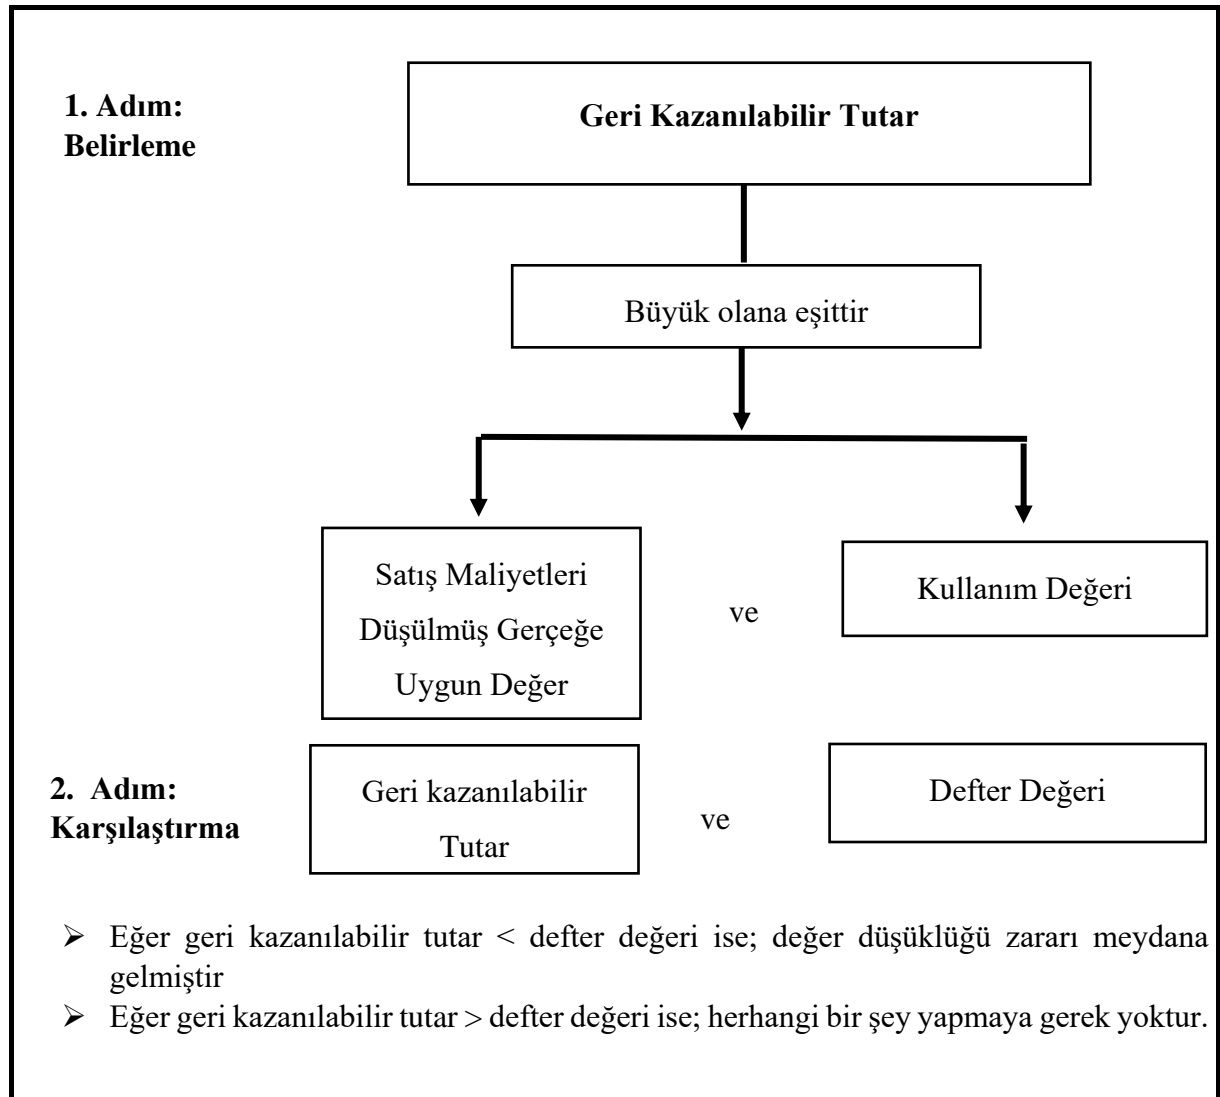 1. Adım:
Belirleme
Geri Kazanılabilir Tutar
Büyük olana eşittir
Satış Maliyetleri
Düşülmüş Gerçeğe
Uygun Değer
ve
Kullanım Değeri
2. Adım:
Karşılaştırma
Geri kazanılabilir
Tutar
ve
Defter Değeri
➢ Eğer geri kazanılabilir tutar < defter değeri ise; değer düşüklüğü zararı meydana
gelmiştir
➢ Eğer geri kazanılabilir tutar > defter değeri ise; herhangi bir şey yapmaya gerek yoktur.